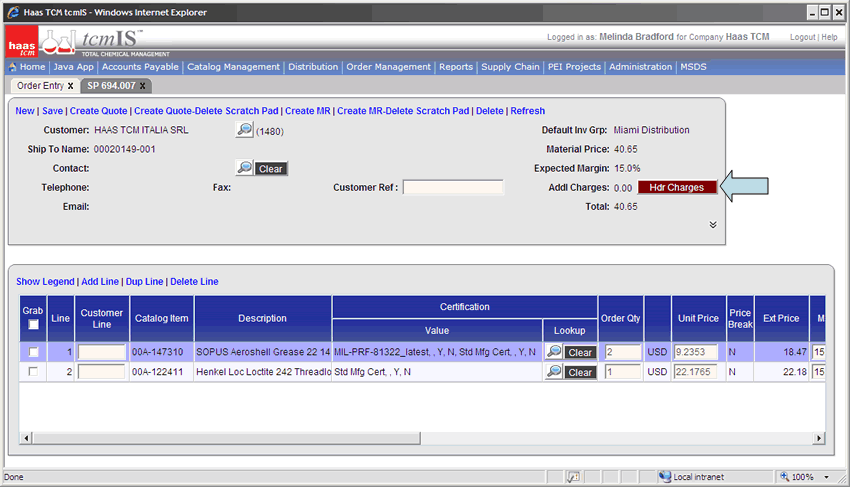 Haas TCM tcmIS - Windows Internet Explorer
haas tcm
tcmIS™
TOTAL CHEMICAL MANAGEMENT
Logged in as: Melinda Bradford for Company Haas TCM Logout | Help
Home | Java App | Accounts Payable | Catalog Management | Distribution | Order Management | Reports | Supply Chain | PEI Projects | Administration | MSDS
Order Entry X SP 694.007 X
New | Save | Create Quote | Create Quote-Delete Scratch Pad | Create MR | Create MR-Delete Scratch Pad | Delete | Refresh
Customer: HAAS TCM ITALIA SRL (1480) Default Inv Grp: Miami Distribution
Ship To Name: 00020149-001 Material Price: 40.65
Contact: Clear Expected Margin: 15.0%
Telephone: Fax: Customer Ref : Addl Charges: 0.00 Hdr Charges
Email: Total: 40.65
Show Legend | Add Line | Dup Line | Delete Line
Grab Line Customer Line Catalog Item Description Certification Order Qty Unit Price Price Break Ext Price M
Value Lookup
1 00A-147310 SOPUS Aeroshell Grease 22 14 MIL-PRF-81322_latest, , Y, N, Std Mfg Cert, , Y, N Clear 2 USD 9.2353 N 18.47 15
2 00A-122411 Henkel Loc Loctite 242 Threadlo Std Mfg Cert, , Y, N Clear 1 USD 22.1765 N 22.18 15
Done Local intranet 100%